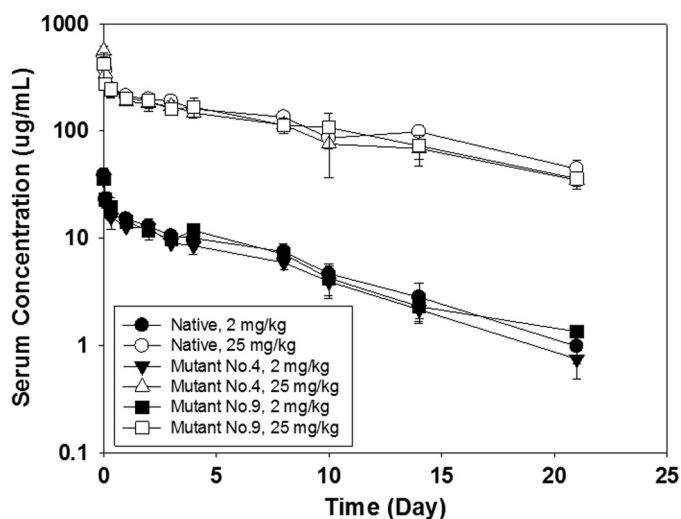 1000
100
10
1
0.1
Serum Concentration (ug/mL)
Native, 2 mg/kg
Native, 25 mg/kg
Mutant No.4, 2 mg/kg
Mutant No.4, 25 mg/kg
Mutant No.9, 2 mg/kg
Mutant No.9, 25 mg/kg
0 5 10 15 20 25
Time (Day)